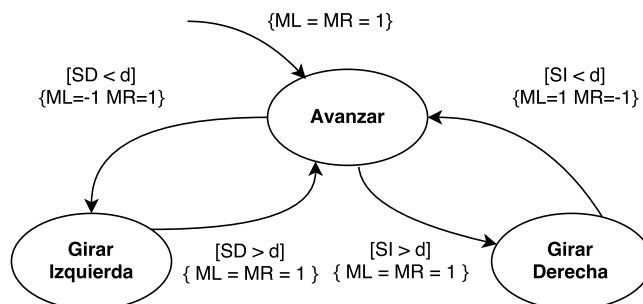 {ML = MR = 1}
[SD < d]
{ML=-1 MR=1}
[SI < d]
{ML=1 MR=-1}
Avanzar
Girar
Izquierda
[SD > d]
{ ML = MR = 1 }
[SI > d]
{ ML = MR = 1 }
Girar
Derecha